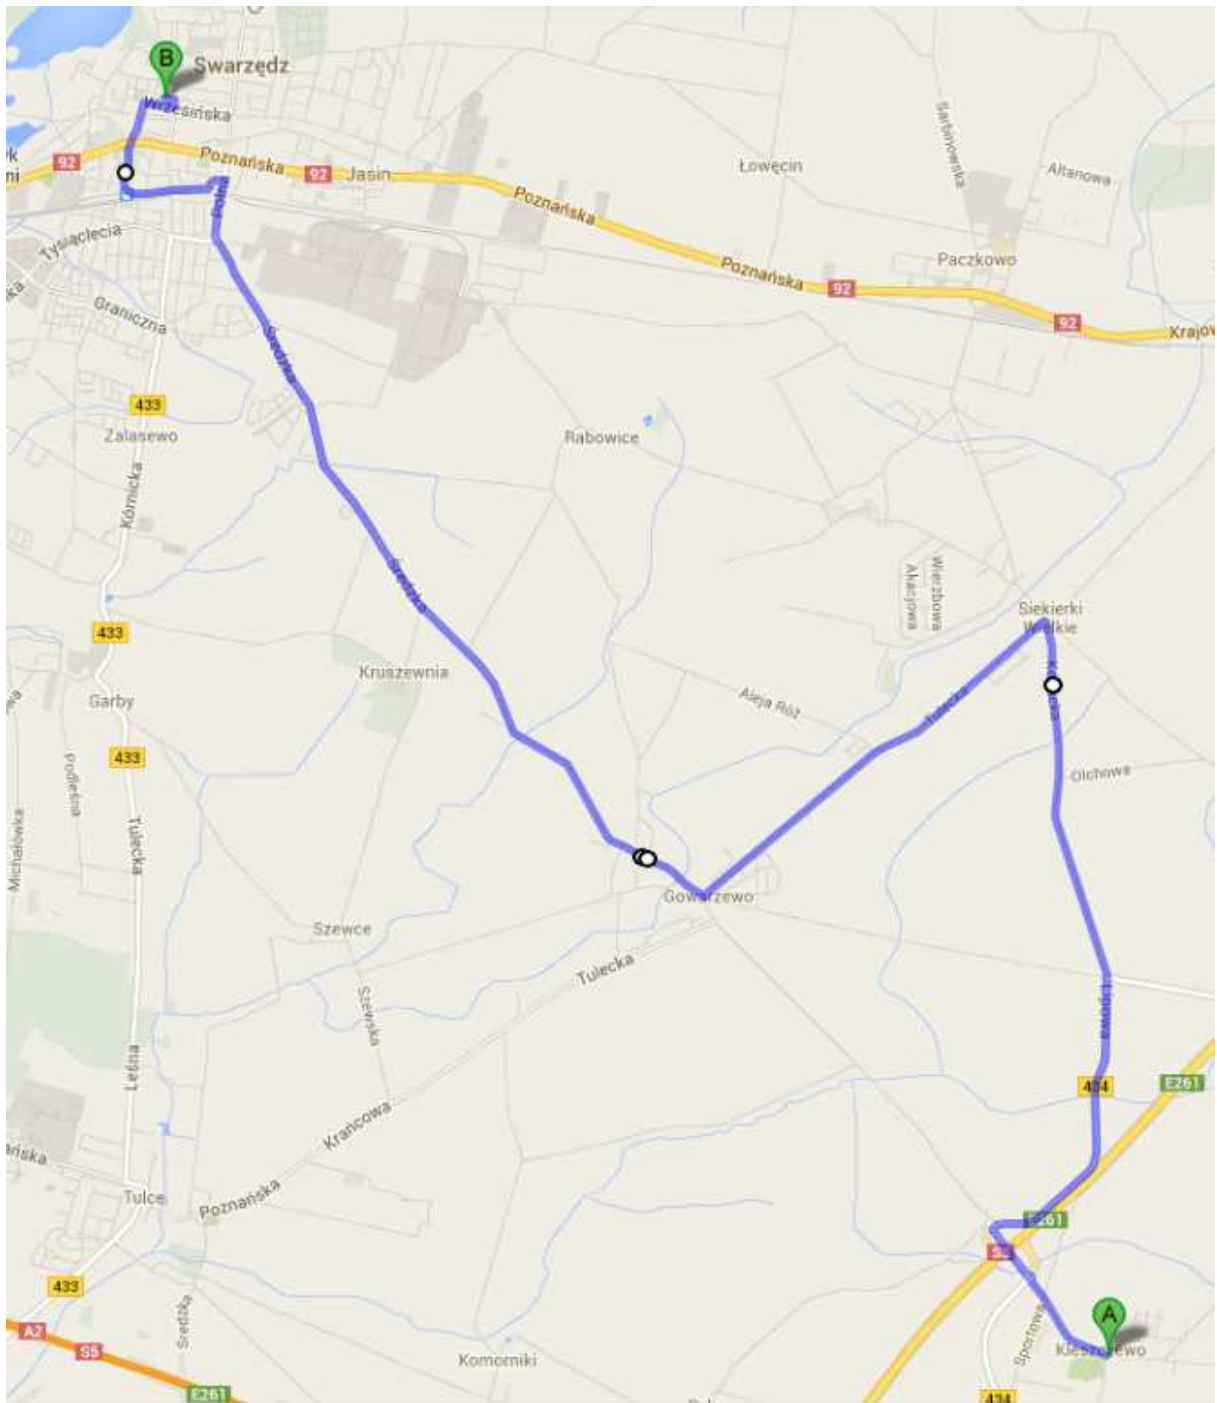 B
Swarzędz
Wrzesińska
92
Poznańska
92
Jasin
Łowęcin
Sarbinowska
Altanowa
Polna
Poznańska
Tysiąclecia
Paczkowo
Poznańska
92
Graniczna
92
Średzka
433
Zalasewo
Rabowice
Kórnicka
Średzka
Wierzbowa
Akacjowa
Siekierki
Wielkie
433
Kruszewnia
Garby
Aleja Róż
Tulecka
433
Podleśna
Olchowa
Michałówka
Tulecka
Gowarzewo
Szewce
Tulecka
Szewska
Lipowa
Leśna
434
E261
Krańcowa
Tulce
Poznańska
E261
S5
433
A
Średzka
Sportowa
A2
S5
Kleszczewo
Komorniki
E261
434